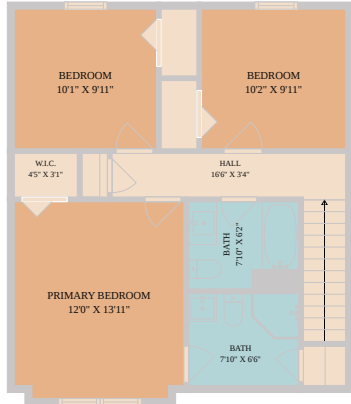 BEDROOM
10'1" X 9'11"
BEDROOM
10'2" X 9'11"
W.I.C.
4'5" X 3'1"
HALL
16'6" X 3'4"
BATH
7'10" X 6'2"
PRIMARY BEDROOM
12'0" X 13'11"
BATH
7'10" X 6'6"